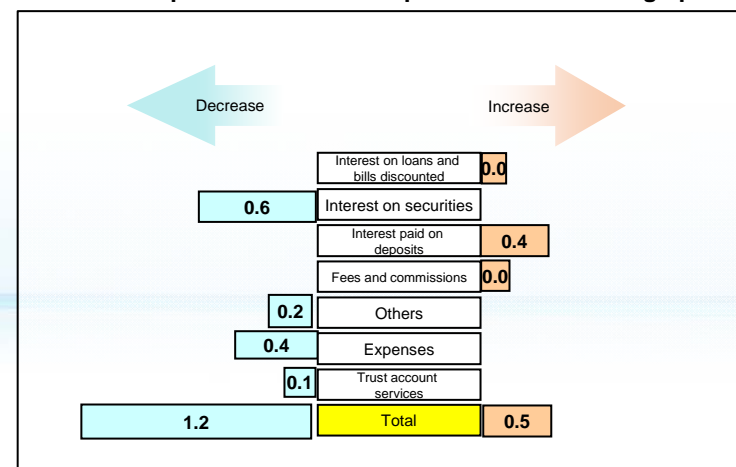 Decrease
Increase
Interest on loans and
bills discounted
0.0
0.6
Interest on securities
Interest paid on
deposits
0.4
Fees and commissions
0.0
0.2
Others
0.4
Expenses
0.1
Trust account
services
1.2
Total
0.5